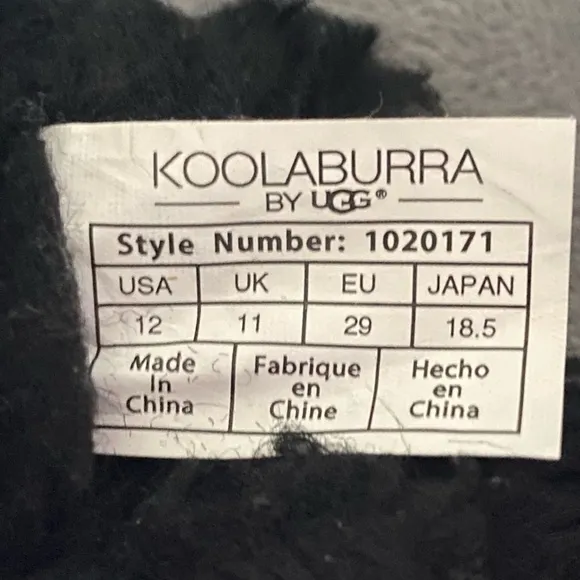 KOOLABURRA
BY UGG®
Style Number: 1020171
USA UK EU JAPAN
12 11 29 18.5
Made in China Fabrique en Chine Hecho en China